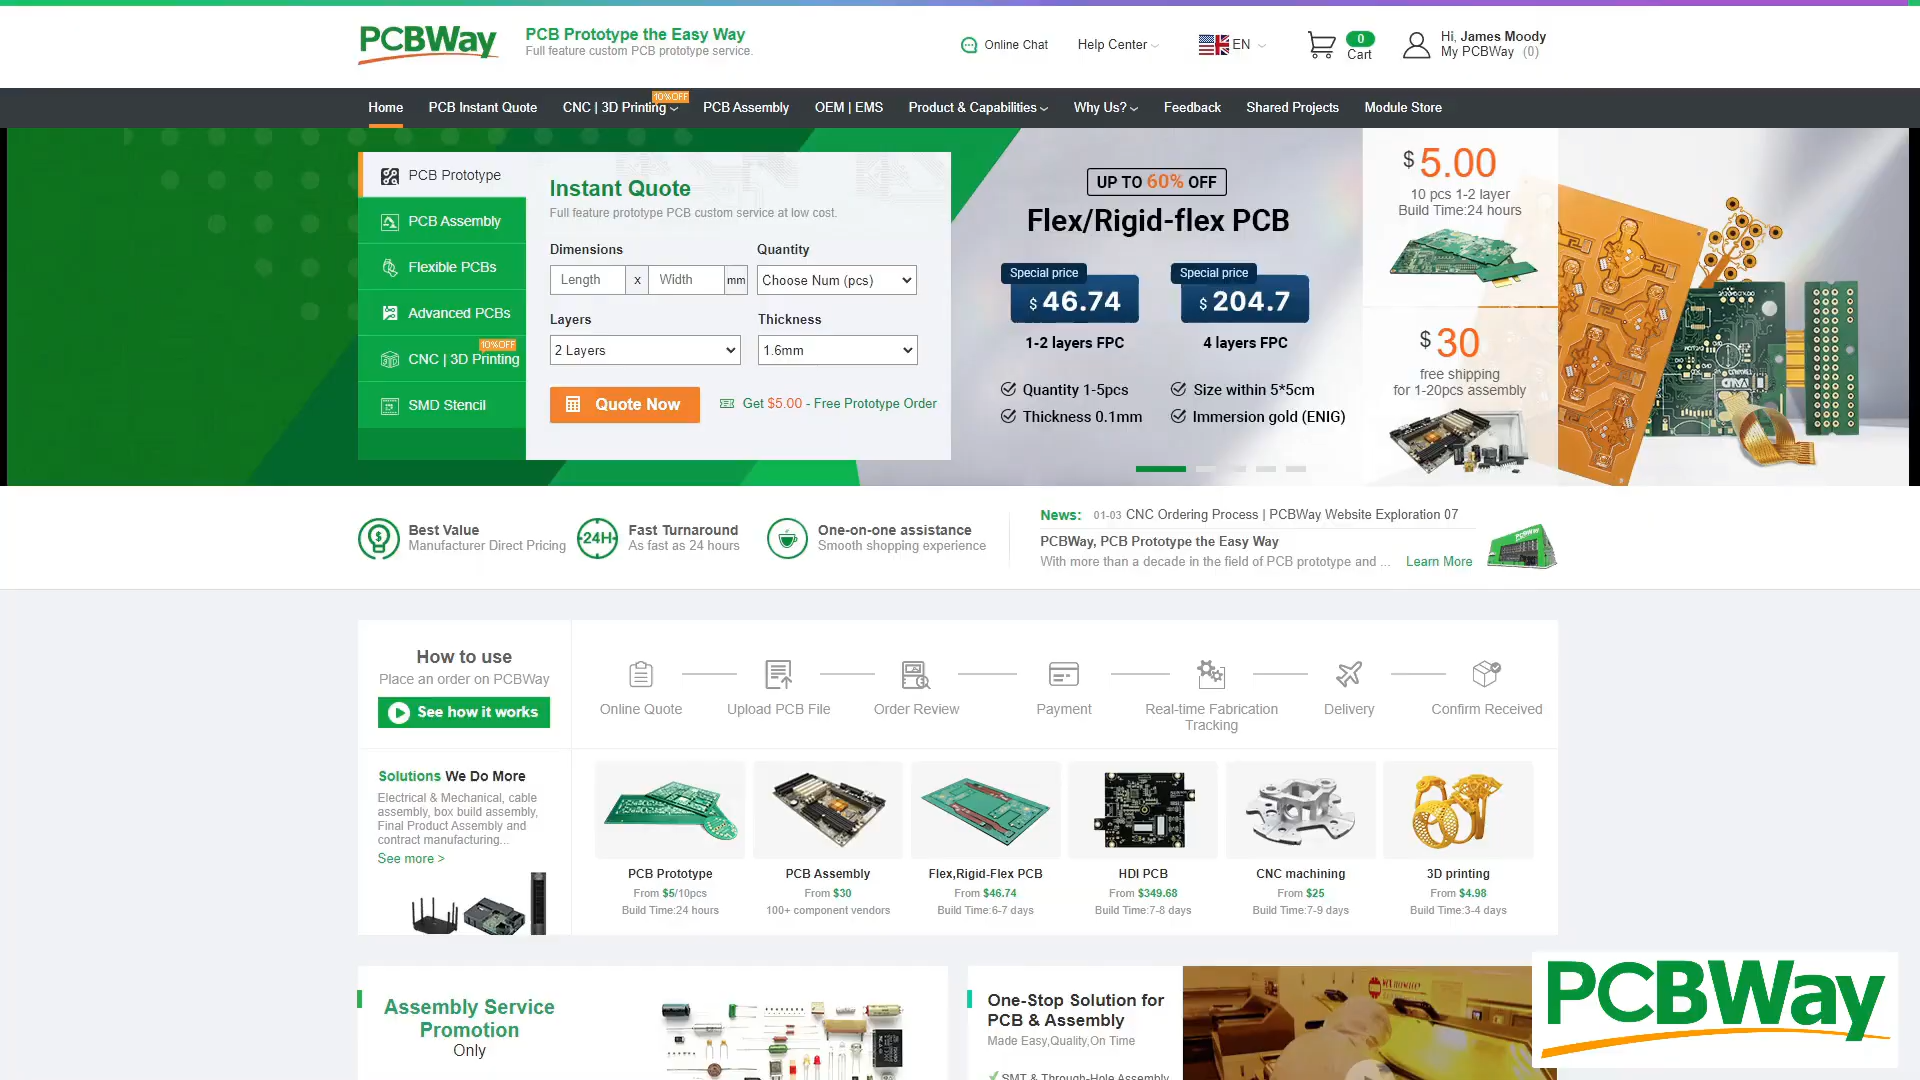 PCBWay
PCB Prototype the Easy Way
Full feature custom PCB prototype service.
Online Chat
Help Center
EN
0
Cart
Hi, James Moody
My PCBWay (0)
Home
PCB Instant Quote
CNC | 3D Printing
10%OFF
PCB Assembly
OEM | EMS
Product & Capabilities
Why Us?
Feedback
Shared Projects
Module Store
PCB Prototype
PCB Assembly
Flexible PCBs
Advanced PCBs
10%OFF
CNC | 3D Printing
SMD Stencil
Instant Quote
Full feature prototype PCB custom service at low cost.
Dimensions
Quantity
Length x Width mm
Choose Num (pcs)
Layers
Thickness
2 Layers
1.6mm
Quote Now
Get $5.00 - Free Prototype Order
UP TO 60% OFF
Flex/Rigid-flex PCB
Special price
$ 46.74
1-2 layers FPC
Special price
$ 204.7
4 layers FPC
Quantity 1-5pcs
Size within 5*5cm
Thickness 0.1mm
Immersion gold (ENIG)
$ 5.00
10 pcs 1-2 layer
Build Time:24 hours
$ 30
free shipping
for 1-20pcs assembly
Best Value
Manufacturer Direct Pricing
24H
Fast Turnaround
As fast as 24 hours
One-on-one assistance
Smooth shopping experience
News: 01-03 CNC Ordering Process | PCBWay Website Exploration 07
PCBWay, PCB Prototype the Easy Way
With more than a decade in the field of PCB prototype and ... Learn More
How to use
Place an order on PCBWay
See how it works
Online Quote
Upload PCB File
Order Review
Payment
Real-time Fabrication
Tracking
Delivery
Confirm Received
Solutions We Do More
Electrical & Mechanical, cable
assembly, box build assembly,
Final Product Assembly and
contract manufacturing...
See more >
PCB Prototype
From $5/10pcs
Build Time:24 hours
PCB Assembly
From $30
100+ component vendors
Flex,Rigid-Flex PCB
From $46.74
Build Time:6-7 days
HDI PCB
From $349.68
Build Time:7-8 days
CNC machining
From $25
Build Time:7-9 days
3D printing
From $4.98
Build Time:3-4 days
Assembly Service
Promotion
Only
One-Stop Solution for
PCB & Assembly
Made Easy,Quality,On Time
SMT & Through-Hole Assembly
PCBWay